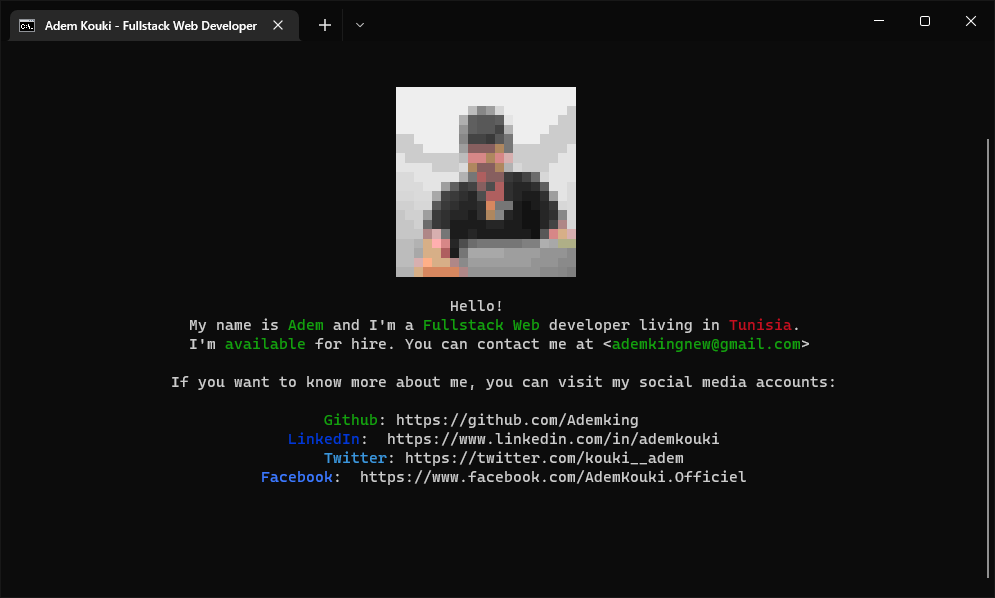 Adem Kouki - Fullstack Web Developer
Hello!
My name is Adem and I'm a Fullstack Web developer living in Tunisia.
I'm available for hire. You can contact me at <ademkingnew@gmail.com>
If you want to know more about me, you can visit my social media accounts:
Github: https://github.com/Ademking
LinkedIn:  https://www.linkedin.com/in/ademkouki
Twitter: https://twitter.com/kouki__adem
Facebook:  https://www.facebook.com/AdemKouki.Officiel